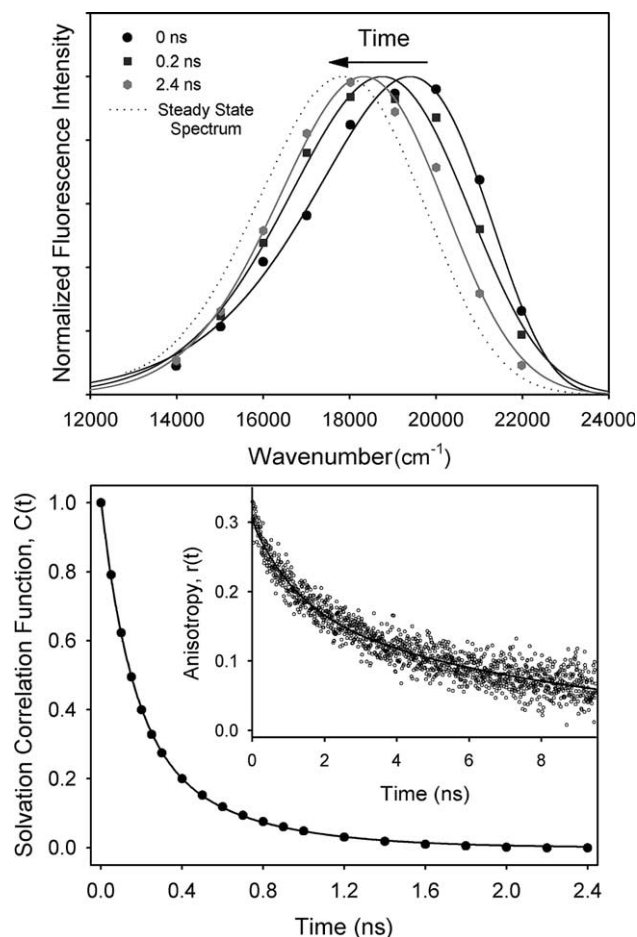 Time
0 ns
0.2 ns
2.4 ns
Steady State
Spectrum
Normalized Fluorescence Intensity
12000 14000 16000 18000 20000 22000 24000
Wavenumber(cm⁻¹)
Solvation Correlation Function, C(t)
1.0
0.8
0.6
0.4
0.2
0.0
0.0 0.4 0.8 1.2 1.6 2.0 2.4
Time (ns)
Anisotropy, r(t)
0.3
0.2
0.1
0.0
0 2 4 6 8
Time (ns)